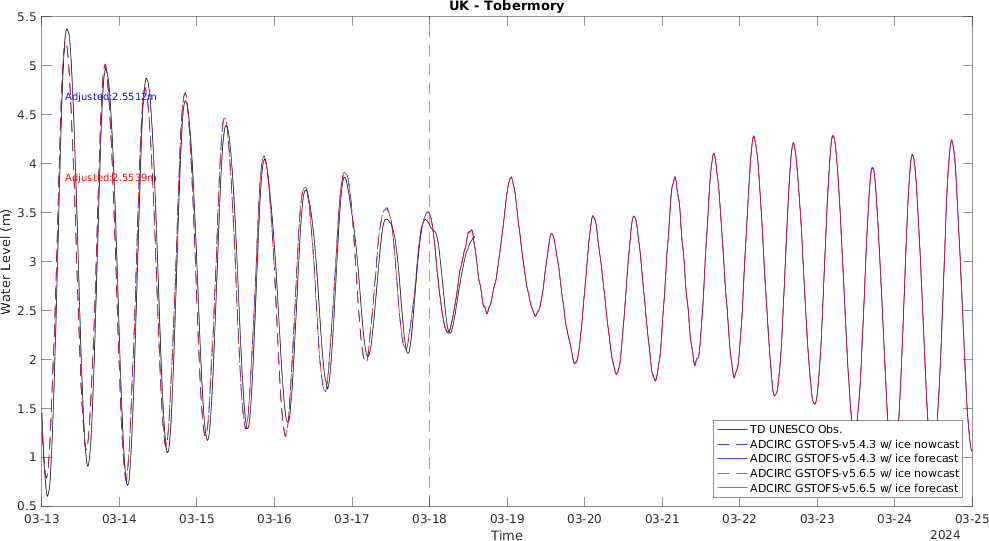 UK - Tobermory
5.5
5
4.5
4
3.5
3
2.5
2
1.5
1
0.5
Water Level (m)
Adjusted:2.5512m
Adjusted:2.5539m
TD UNESCO Obs.
ADCIRC GSTOFS-v5.4.3 w/ ice nowcast
ADCIRC GSTOFS-v5.4.3 w/ ice forecast
ADCIRC GSTOFS-v5.6.5 w/ ice nowcast
ADCIRC GSTOFS-v5.6.5 w/ ice forecast
03-13 03-14 03-15 03-16 03-17 03-18 03-19 03-20 03-21 03-22 03-23 03-24 03-25
Time
2024